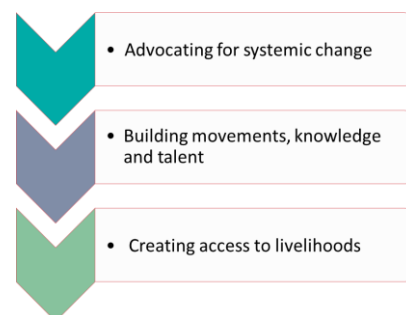 • Advocating for systemic change
• Building movements, knowledge
and talent
• Creating access to livelihoods